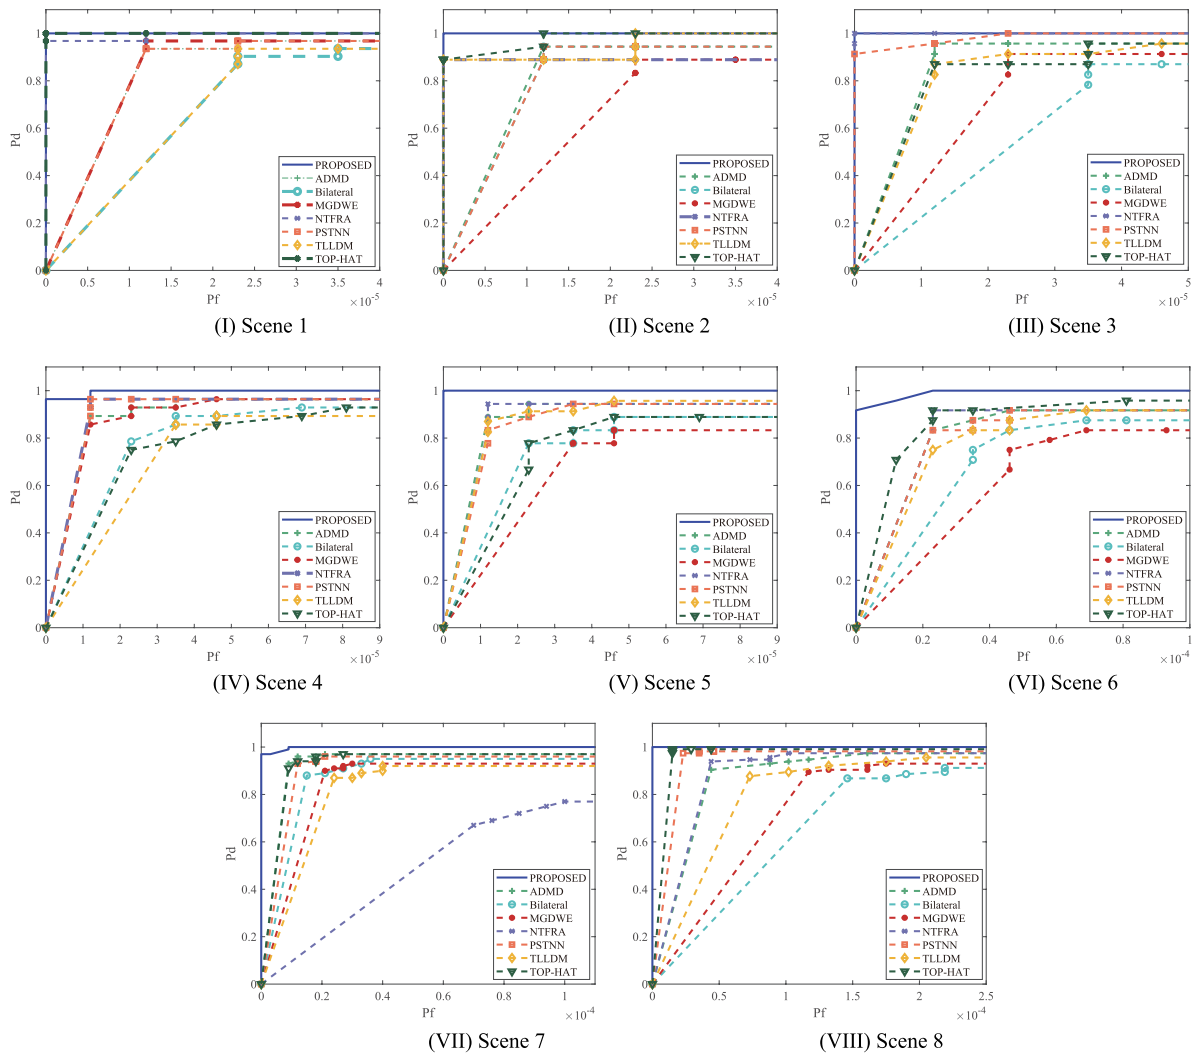 1
0.8
0.6
0.4
0.2
0
Pd
0 0.5 1 1.5 2 2.5 3 3.5 4
Pf ×10⁻⁵
PROPOSED
ADMD
Bilateral
MGDWE
NTFRA
PSTNN
TLLDM
TOP-HAT
(I) Scene 1
1
0.8
0.6
0.4
0.2
0
Pd
0 0.5 1 1.5 2 2.5 3 3.5 4
Pf ×10⁻⁵
PROPOSED
ADMD
Bilateral
MGDWE
NTFRA
PSTNN
TLLDM
TOP-HAT
(II) Scene 2
1
0.8
0.6
0.4
0.2
0
Pd
0 1 2 3 4 5
Pf ×10⁻⁵
PROPOSED
ADMD
Bilateral
MGDWE
NTFRA
PSTNN
TLLDM
TOP-HAT
(III) Scene 3
1
0.8
0.6
0.4
0.2
0
Pd
0 1 2 3 4 5 6 7 8 9
Pf ×10⁻⁵
PROPOSED
ADMD
Bilateral
MGDWE
NTFRA
PSTNN
TLLDM
TOP-HAT
(IV) Scene 4
1
0.8
0.6
0.4
0.2
0
Pd
0 1 2 3 4 5 6 7 8 9
Pf ×10⁻⁵
PROPOSED
ADMD
Bilateral
MGDWE
NTFRA
PSTNN
TLLDM
TOP-HAT
(V) Scene 5
1
0.8
0.6
0.4
0.2
0
Pd
0 0.2 0.4 0.6 0.8 1
Pf ×10⁻⁴
PROPOSED
ADMD
Bilateral
MGDWE
NTFRA
PSTNN
TLLDM
TOP-HAT
(VI) Scene 6
1
0.8
0.6
0.4
0.2
0
Pd
0 0.2 0.4 0.6 0.8 1
Pf ×10⁻⁴
PROPOSED
ADMD
Bilateral
MGDWE
NTFRA
PSTNN
TLLDM
TOP-HAT
(VII) Scene 7
1
0.8
0.6
0.4
0.2
0
Pd
0 0.5 1 1.5 2 2.5
Pf ×10⁻⁴
PROPOSED
ADMD
Bilateral
MGDWE
NTFRA
PSTNN
TLLDM
TOP-HAT
(VIII) Scene 8